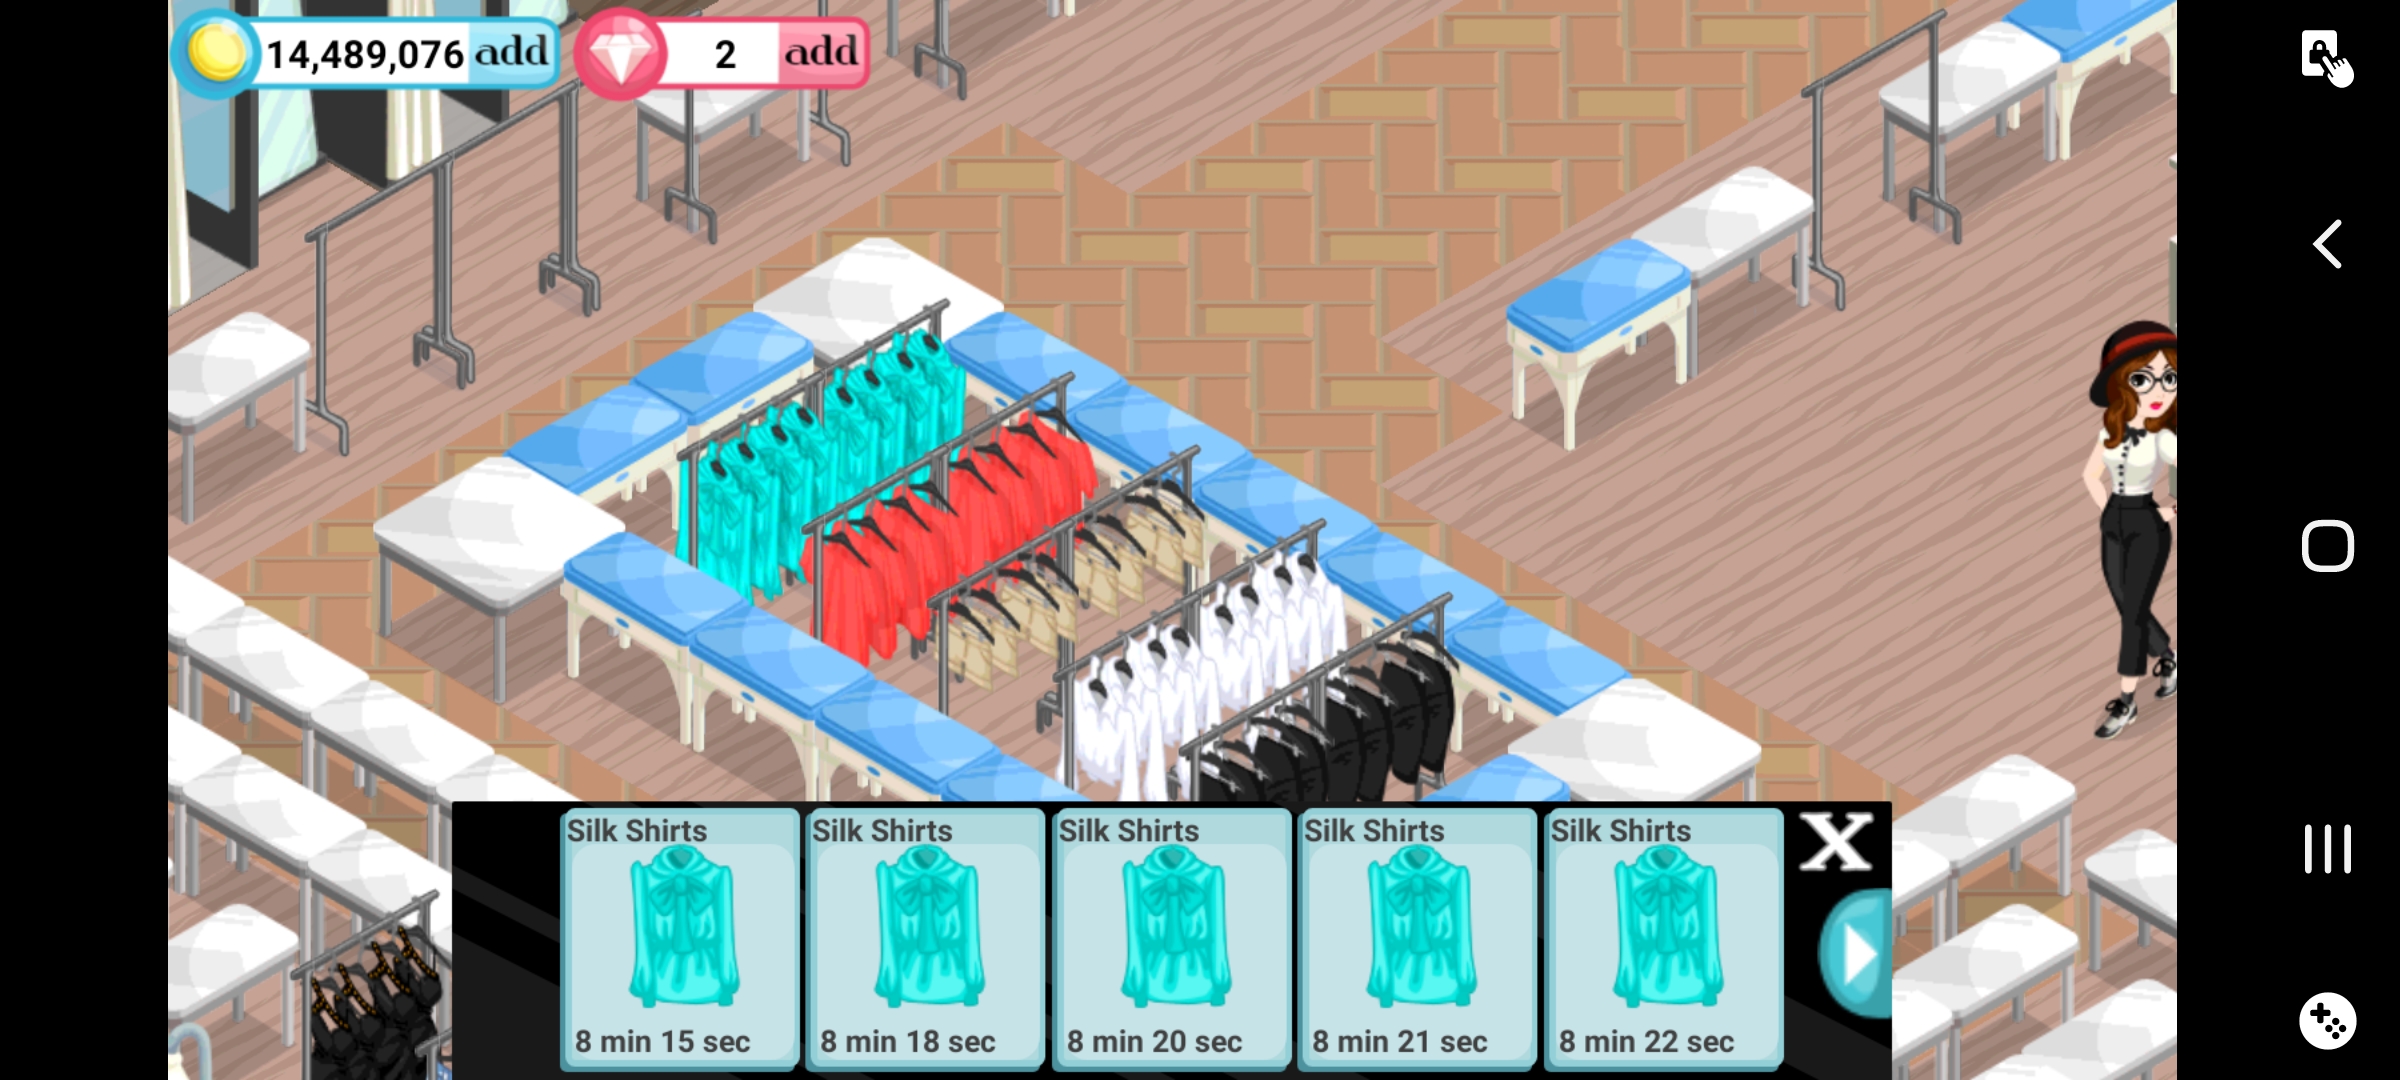 14,489,076 add
2 add
Silk Shirts
Silk Shirts
Silk Shirts
Silk Shirts
Silk Shirts
X
8 min 15 sec
8 min 18 sec
8 min 20 sec
8 min 21 sec
8 min 22 sec